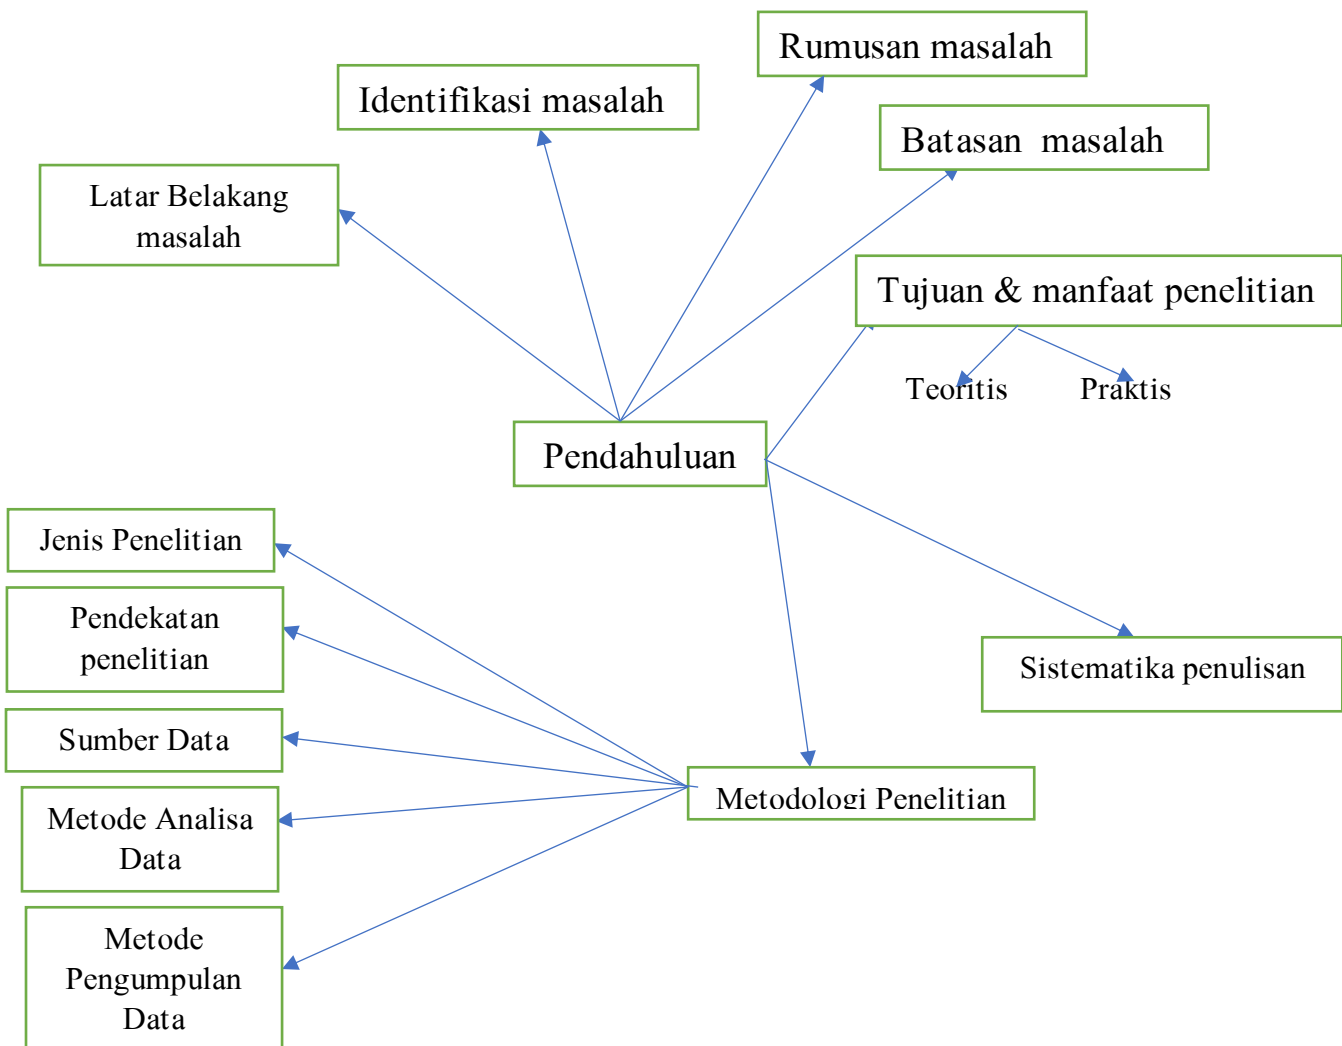 Rumusan masalah
Identifikasi masalah
Batasan masalah
Latar Belakang
masalah
Tujuan & manfaat penelitian
Teoritis
Praktis
Pendahuluan
Jenis Penelitian
Pendekatan
penelitian
Sistematika penulisan
Sumber Data
Metodologi Penelitian
Metode Analisa
Data
Metode
Pengumpulan
Data